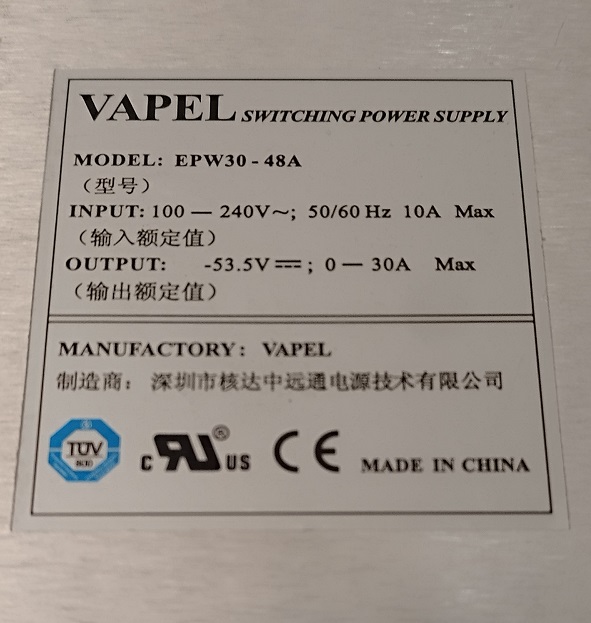 VAPEL SWITCHING POWER SUPPLY
MODEL: EPW30-48A
（型号）
INPUT: 100 — 240V~; 50/60 Hz 10A Max
（输入额定值）
OUTPUT: -53.5V⎓; 0 — 30A Max
（输出额定值）
MANUFACTORY: VAPEL
制造商: 深圳市核达中远通电源技术有限公司
TÜV
c RU® US CE MADE IN CHINA